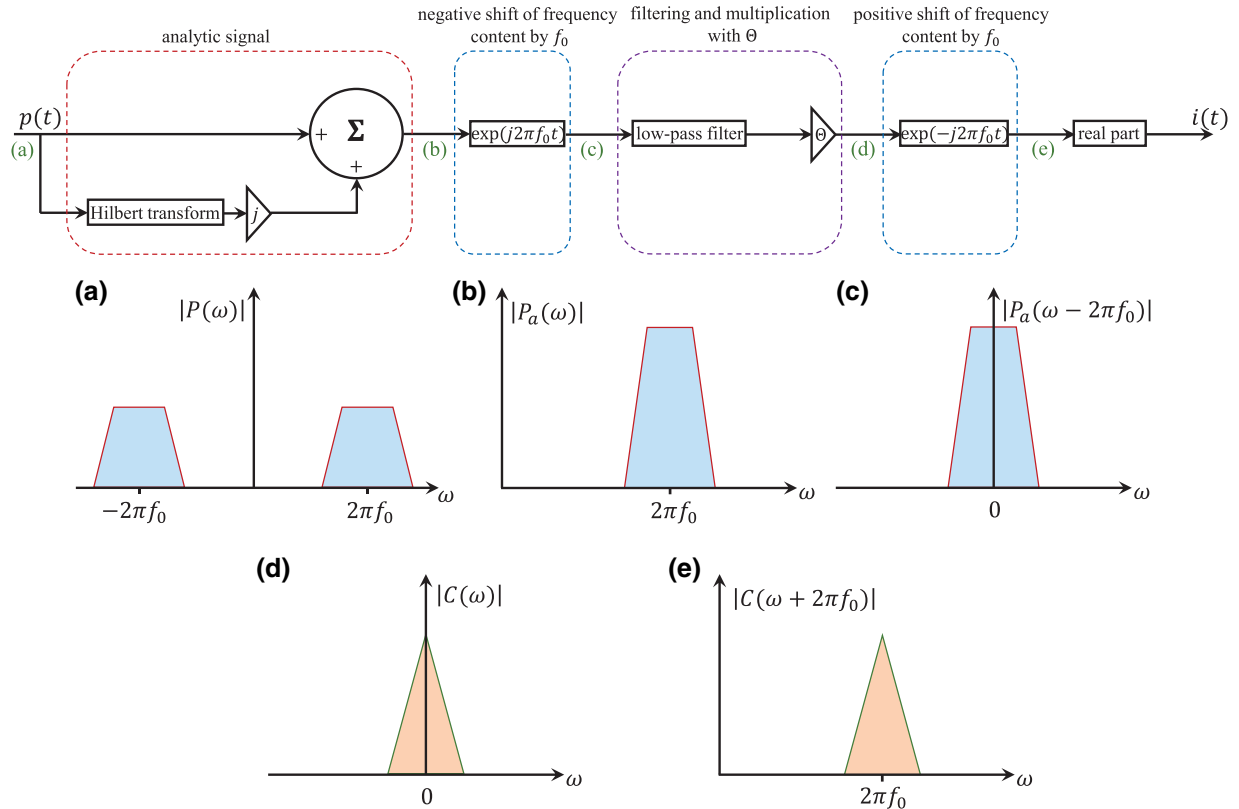 analytic signal
negative shift of frequency
content by f₀
filtering and multiplication
with Θ
positive shift of frequency
content by f₀
p(t)
(a)
+
Σ
+
Hilbert transform
j
(b)
exp(j2πf₀t)
(c)
low-pass filter
Θ
(d)
exp(−j2πf₀t)
(e)
real part
i(t)
(a)
|P(ω)|
−2πf₀
2πf₀
ω
(b)
|Pₐ(ω)|
2πf₀
ω
(c)
|Pₐ(ω − 2πf₀)|
0
ω
(d)
|C(ω)|
0
ω
(e)
|C(ω + 2πf₀)|
2πf₀
ω